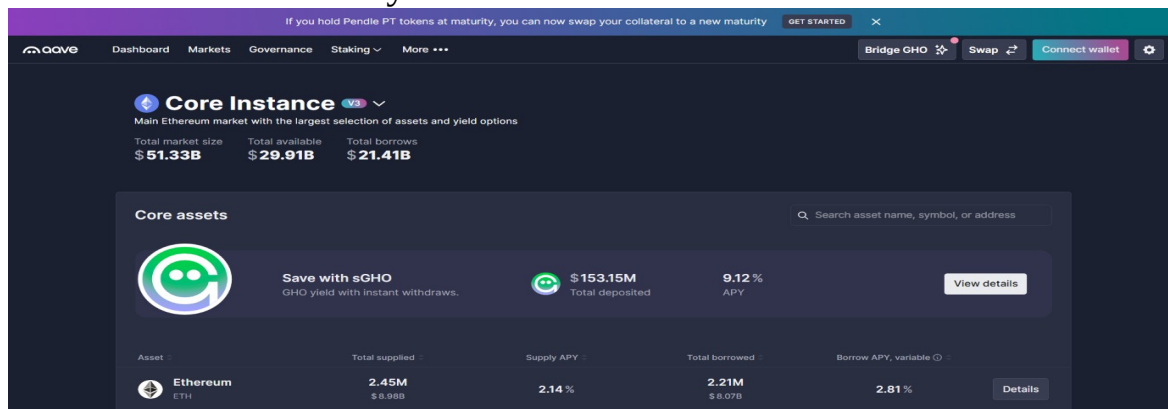 If you hold Pendle PT tokens at maturity, you can now swap your collateral to a new maturity GET STARTED
aave Dashboard Markets Governance Staking More Bridge GHO Swap Connect wallet
Core Instance V3
Main Ethereum market with the largest selection of assets and yield options
Total market size Total available Total borrows
$51.33B $29.91B $21.41B
Core assets Search asset name, symbol, or address
Save with sGHO $153.15M 9.12% View details
GHO yield with instant withdraws. Total deposited APY
Asset Total supplied Supply APY Total borrowed Borrow APY, variable
Ethereum 2.45M 2.14% 2.21M 2.81% Details
ETH $8.98B $8.07B